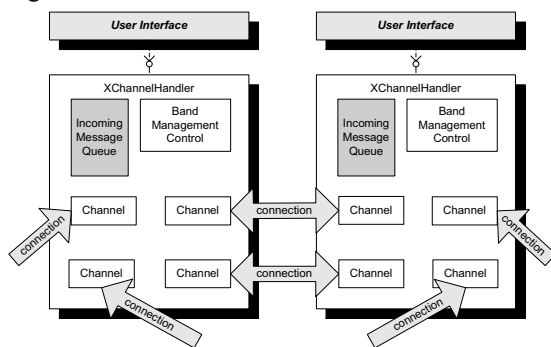 User Interface
User Interface
XChannelHandler
Incoming
Message
Queue
Band
Management
Control
Channel
Channel
Channel
Channel
connection
connection
XChannelHandler
Incoming
Message
Queue
Band
Management
Control
Channel
Channel
Channel
Channel
connection
connection
connection
connection